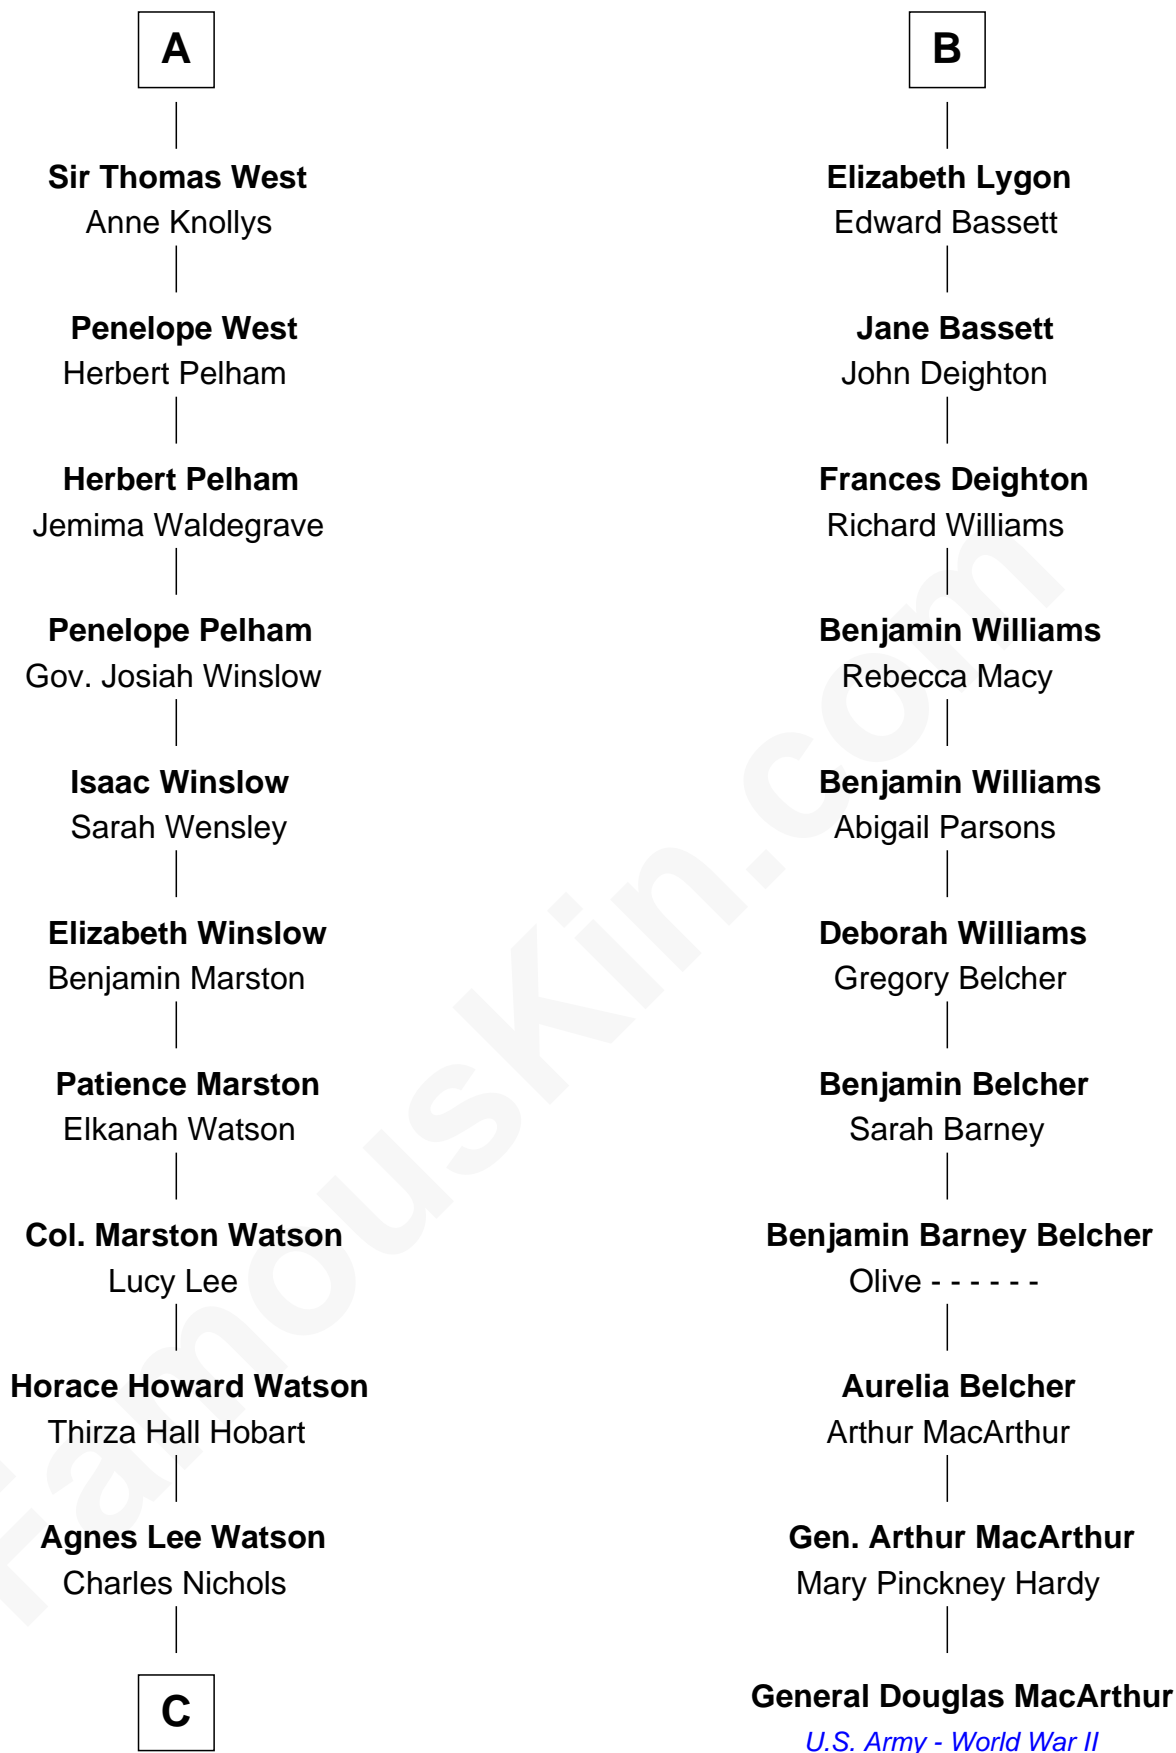 A
Sir Thomas West
Anne Knollys
Penelope West
Herbert Pelham
Herbert Pelham
Jemima Waldegrave
Penelope Pelham
Gov. Josiah Winslow
Isaac Winslow
Sarah Wensley
Elizabeth Winslow
Benjamin Marston
Patience Marston
Elkanah Watson
Col. Marston Watson
Lucy Lee
Horace Howard Watson
Thirza Hall Hobart
Agnes Lee Watson
Charles Nichols
C
B
Elizabeth Lygon
Edward Bassett
Jane Bassett
John Deighton
Frances Deighton
Richard Williams
Benjamin Williams
Rebecca Macy
Benjamin Williams
Abigail Parsons
Deborah Williams
Gregory Belcher
Benjamin Belcher
Sarah Barney
Benjamin Barney Belcher
Olive - - - - - -
Aurelia Belcher
Arthur MacArthur
Gen. Arthur MacArthur
Mary Pinckney Hardy
General Douglas MacArthur
U.S. Army - World War II
FamousKin.com